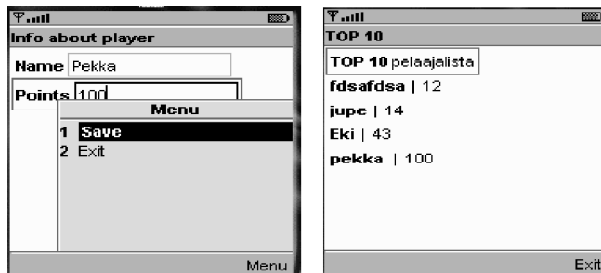 Info about player
Name Pekka
Points 100
Menu
1 Save
2 Exit
Menu
TOP 10
TOP 10 pelaajalista
fdsafdsa | 12
jupe | 14
Eki | 43
pekka | 100
Exit